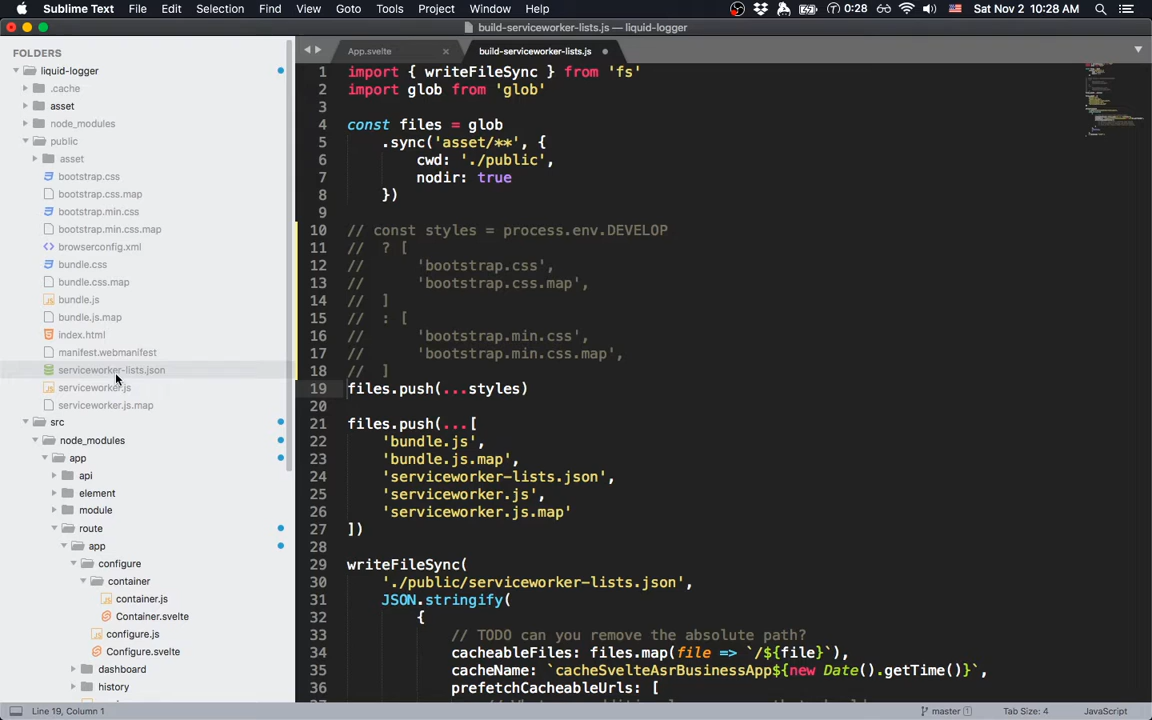 Sublime Text File Edit Selection Find View Goto Tools Project Window Help 0:28 Sat Nov 2 10:28 AM
build-serviceworker-lists.js — liquid-logger
FOLDERS
liquid-logger
.cache
asset
node_modules
public
asset
bootstrap.css
bootstrap.css.map
bootstrap.min.css
bootstrap.min.css.map
browserconfig.xml
bundle.css
bundle.css.map
bundle.js
bundle.js.map
index.html
manifest.webmanifest
serviceworker-lists.json
serviceworker.js
serviceworker.js.map
src
node_modules
app
api
element
module
route
app
configure
container
container.js
Container.svelte
configure.js
Configure.svelte
dashboard
history
App.svelte × build-serviceworker-lists.js
1 import { writeFileSync } from 'fs'
2 import glob from 'glob'
3
4 const files = glob
5 .sync('asset/**', {
6 cwd: './public',
7 nodir: true
8 })
9
10 // const styles = process.env.DEVELOP
11 // ? [
12 // 'bootstrap.css',
13 // 'bootstrap.css.map',
14 // ]
15 // : [
16 // 'bootstrap.min.css',
17 // 'bootstrap.min.css.map',
18 // ]
19 files.push(...styles)
20
21 files.push(...[
22 'bundle.js',
23 'bundle.js.map',
24 'serviceworker-lists.json',
25 'serviceworker.js',
26 'serviceworker.js.map'
27 ])
28
29 writeFileSync(
30 './public/serviceworker-lists.json',
31 JSON.stringify(
32 {
33 // TODO can you remove the absolute path?
34 cacheableFiles: files.map(file => `/${file}`),
35 cacheName: `cacheSvelteAsrBusinessApp${new Date().getTime()}`,
36 prefetchCacheableUrls: [
Line 19, Column 1 master 1 Tab Size: 4 JavaScript